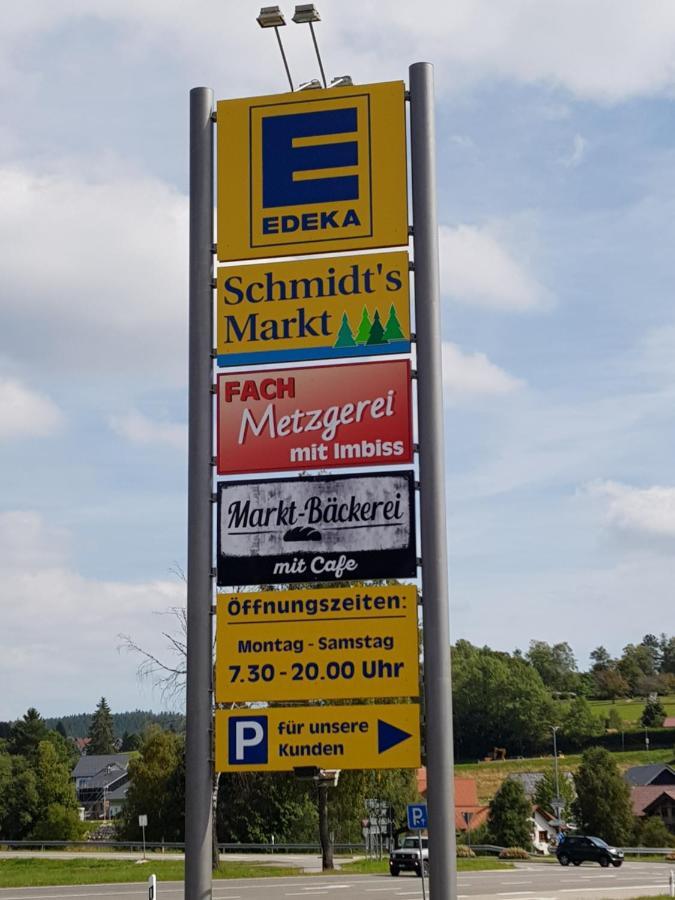 E
EDEKA
Schmidt's
Markt
FACH
Metzgerei
mit Imbiss
Markt-Bäckerei
mit Cafe
Öffnungszeiten:
Montag - Samstag
7.30 - 20.00 Uhr
P für unsere
Kunden
P